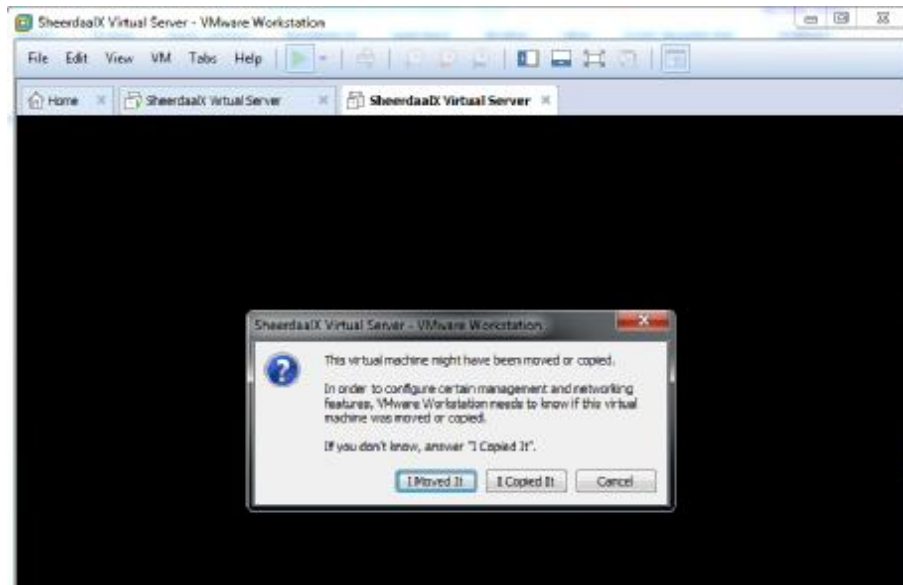 SheerdaalX Virtual Server - VMware Workstation
File Edit View VM Tabs Help
Home SheerdaalX Virtual Server SheerdaalX Virtual Server
SheerdaalX Virtual Server - VMware Workstation
This virtual machine might have been moved or copied.
In order to configure certain management and networking
features, VMware Workstation needs to know if this virtual
machine was moved or copied.
If you don't know, answer "I Copied It".
I Moved It I Copied It Cancel